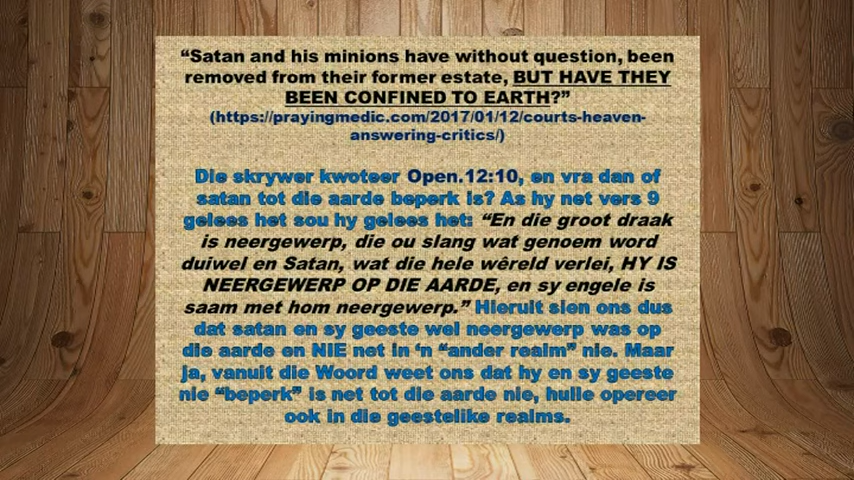 “Satan and his minions have without question, been
removed from their former estate, BUT HAVE THEY
BEEN CONFINED TO EARTH?”
(https://prayingmedic.com/2017/01/12/courts-heaven-
answering-critics/)
Die skrywer kwoteer Open.12:10, en vra dan of
satan tot die aarde beperk is? As hy net vers 9
gelees het sou hy gelees het: “En die groot draak
is neergewerp, die ou slang wat genoem word
duiwel en Satan, wat die hele wêreld verlei, HY IS
NEERGEWERP OP DIE AARDE, en sy engele is
saam met hom neergewerp.” Hieruit sien ons dus
dat satan en sy geeste wel neergewerp was op
die aarde en NIE net in ‘n “ander realm” nie. Maar
ja, vanuit die Woord weet ons dat hy en sy geeste
nie “beperk” is net tot die aarde nie, hulle opereer
ook in die geestelike realms.